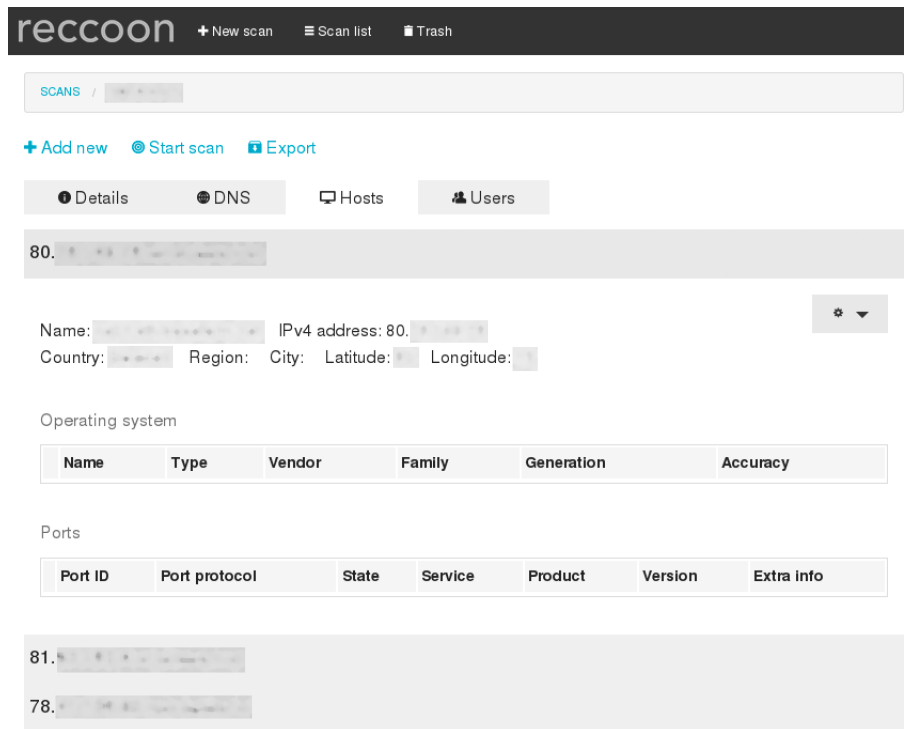 reccoon New scan Scan list Trash
SCANS /
Add new Start scan Export
Details DNS Hosts Users
80.
Name: IPv4 address: 80.
Country: Region: City: Latitude: Longitude:
Operating system
Name Type Vendor Family Generation Accuracy
Ports
Port ID Port protocol State Service Product Version Extra info
81.
78.